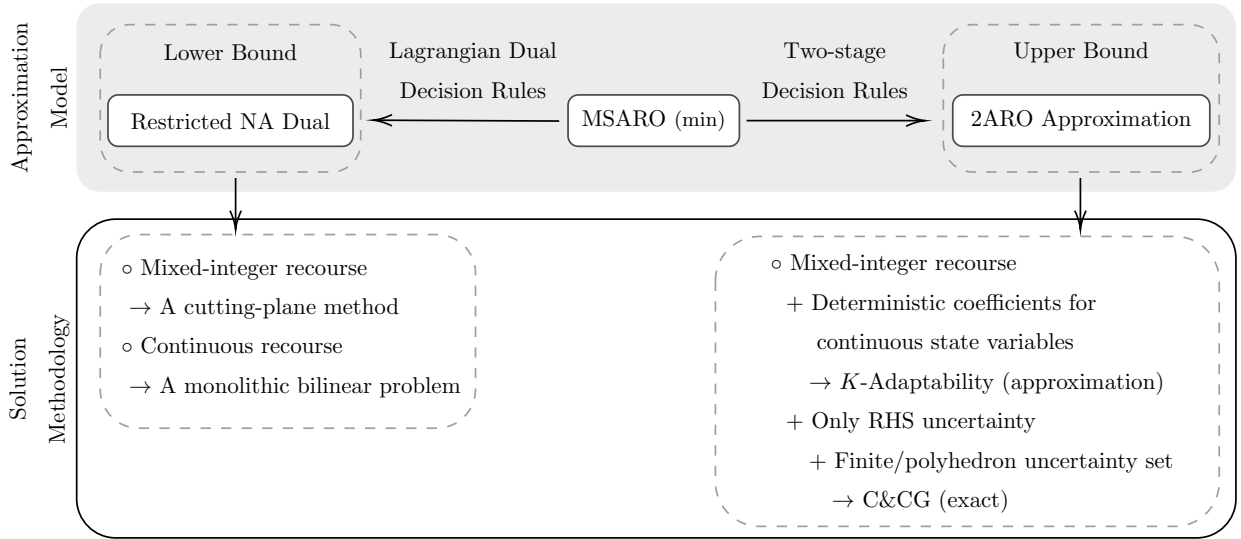 Approximation
Model
Lower Bound
Restricted NA Dual
Lagrangian Dual
Decision Rules
MSARO (min)
Two-stage
Decision Rules
Upper Bound
2ARO Approximation
Solution
Methodology
○ Mixed-integer recourse
→ A cutting-plane method
○ Continuous recourse
→ A monolithic bilinear problem
○ Mixed-integer recourse
+ Deterministic coefficients for
continuous state variables
→ K-Adaptability (approximation)
+ Only RHS uncertainty
+ Finite/polyhedron uncertainty set
→ C&CG (exact)